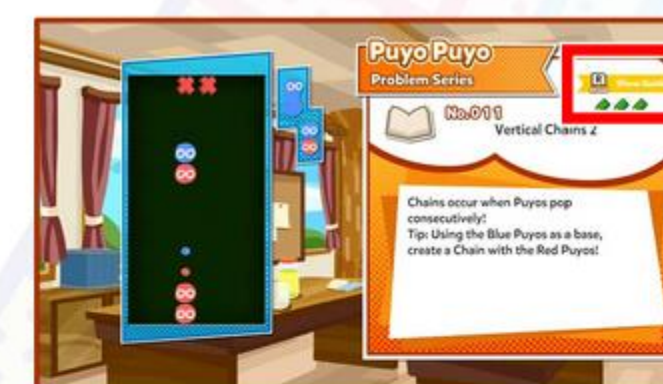 Puyo Puyo
Problem Series
No.011
Vertical Chains 2
Chains occur when Puyos pop
consecutively!
Tip: Using the Blue Puyos as a base,
create a Chain with the Red Puyos!